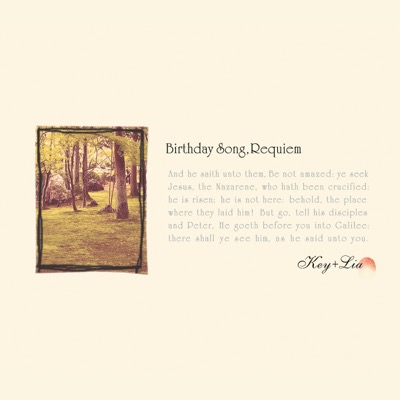 Birthday Song, Requiem
And he saith unto them, Be not amazed: ye seek
Jesus, the Nazarene, who hath been crucified:
he is risen; he is not here: behold, the place
where they laid him! But go, tell his disciples
and Peter, He goeth before you into Galilee:
there shall ye see him, as he said unto you.
Key+Lia